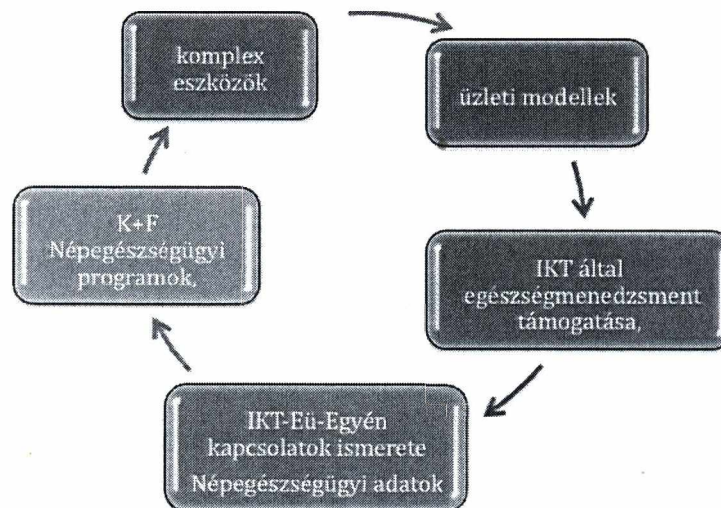 komplex
eszközök
üzleti modellek
IKT által
egészségmenedzsment
támogatása,
IKT-Eü-Egyén
kapcsolatok ismerete
Népegészségügyi adatok
K+F
Népegészségügyi
programok,